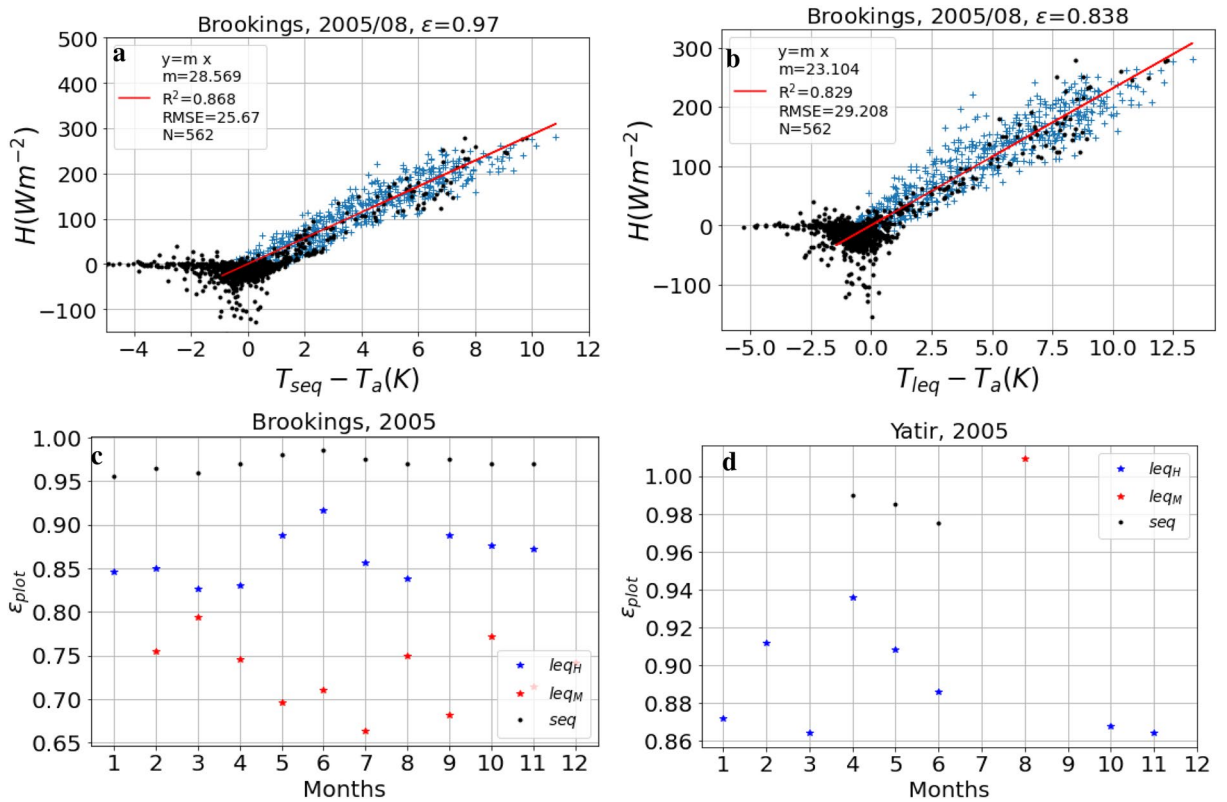 Brookings, 2005/08, ε=0.97
a
y=m x
m=28.569
R²=0.868
RMSE=25.67
N=562
500
400
300
200
100
0
−100
H(Wm⁻²)
−4 −2 0 2 4 6 8 10 12
T_seq − T_a(K)
Brookings, 2005/08, ε=0.838
b
y=m x
m=23.104
R²=0.829
RMSE=29.208
N=562
300
200
100
0
−100
H(Wm⁻²)
−5.0 −2.5 0.0 2.5 5.0 7.5 10.0 12.5
T_leq − T_a(K)
Brookings, 2005
c
1.00
0.95
0.90
0.85
0.80
0.75
0.70
0.65
ε_plot
leq_H
leq_M
seq
1 2 3 4 5 6 7 8 9 10 11 12
Months
Yatir, 2005
d
1.00
0.98
0.96
0.94
0.92
0.90
0.88
0.86
ε_plot
leq_H
leq_M
seq
1 2 3 4 5 6 7 8 9 10 11 12
Months